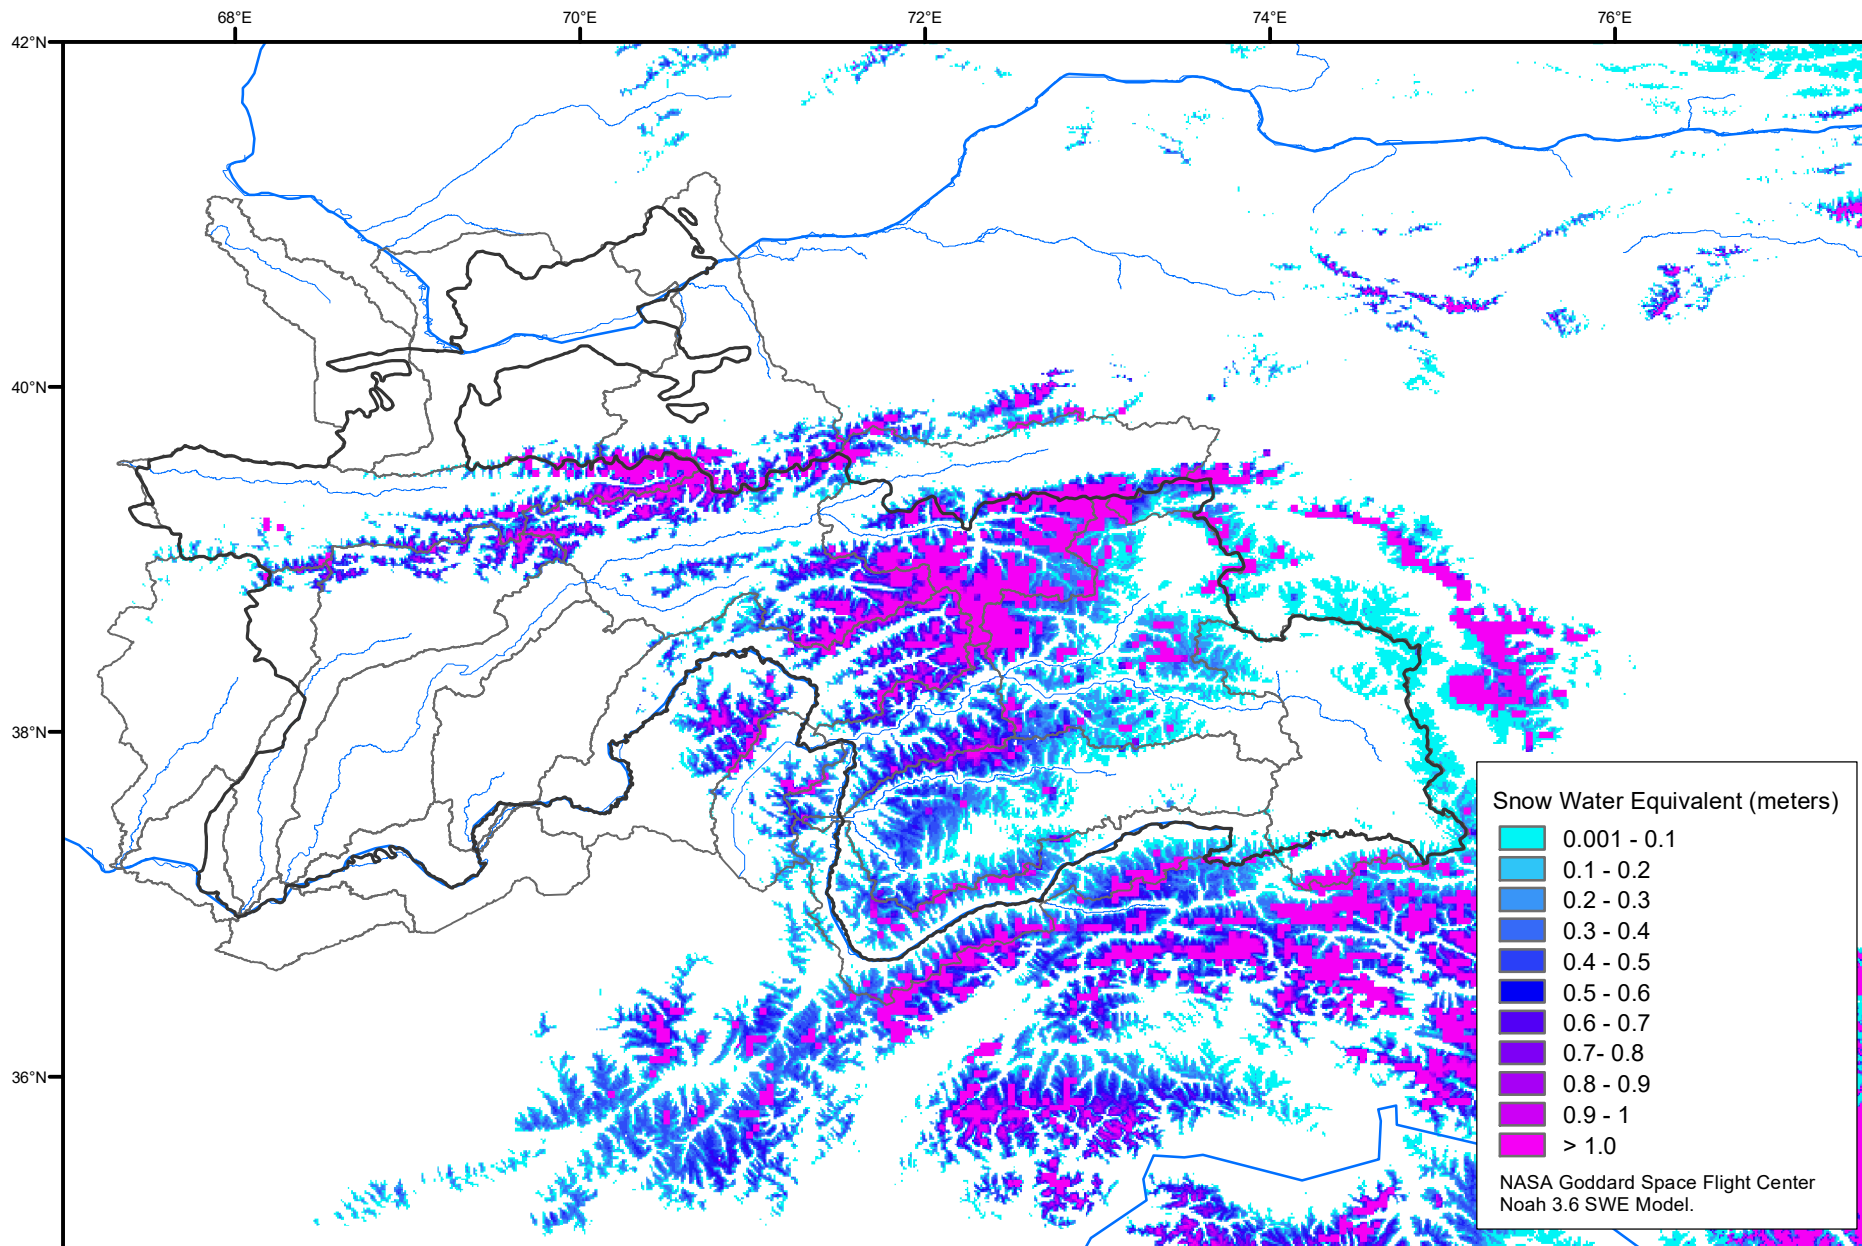 68°E 70°E 72°E 74°E 76°E
42°N
40°N
38°N
36°N
Snow Water Equivalent (meters)
0.001 - 0.1
0.1 - 0.2
0.2 - 0.3
0.3 - 0.4
0.4 - 0.5
0.5 - 0.6
0.6 - 0.7
0.7- 0.8
0.8 - 0.9
0.9 - 1
> 1.0
NASA Goddard Space Flight Center
Noah 3.6 SWE Model.